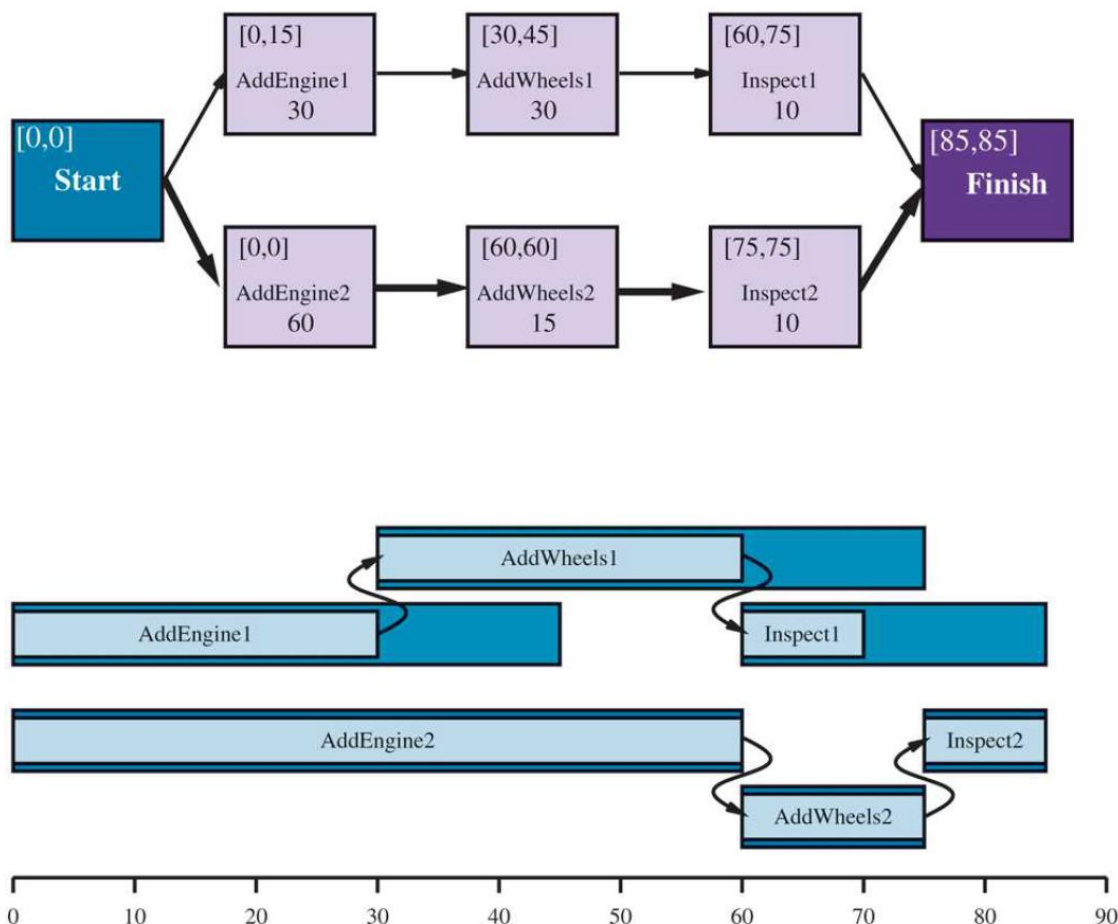 [0,15]
AddEngine1
30
[30,45]
AddWheels1
30
[60,75]
Inspect1
10
[0,0]
Start
[85,85]
Finish
[0,0]
AddEngine2
60
[60,60]
AddWheels2
15
[75,75]
Inspect2
10
AddWheels1
AddEngine1
Inspect1
AddEngine2
Inspect2
AddWheels2
0 10 20 30 40 50 60 70 80 90